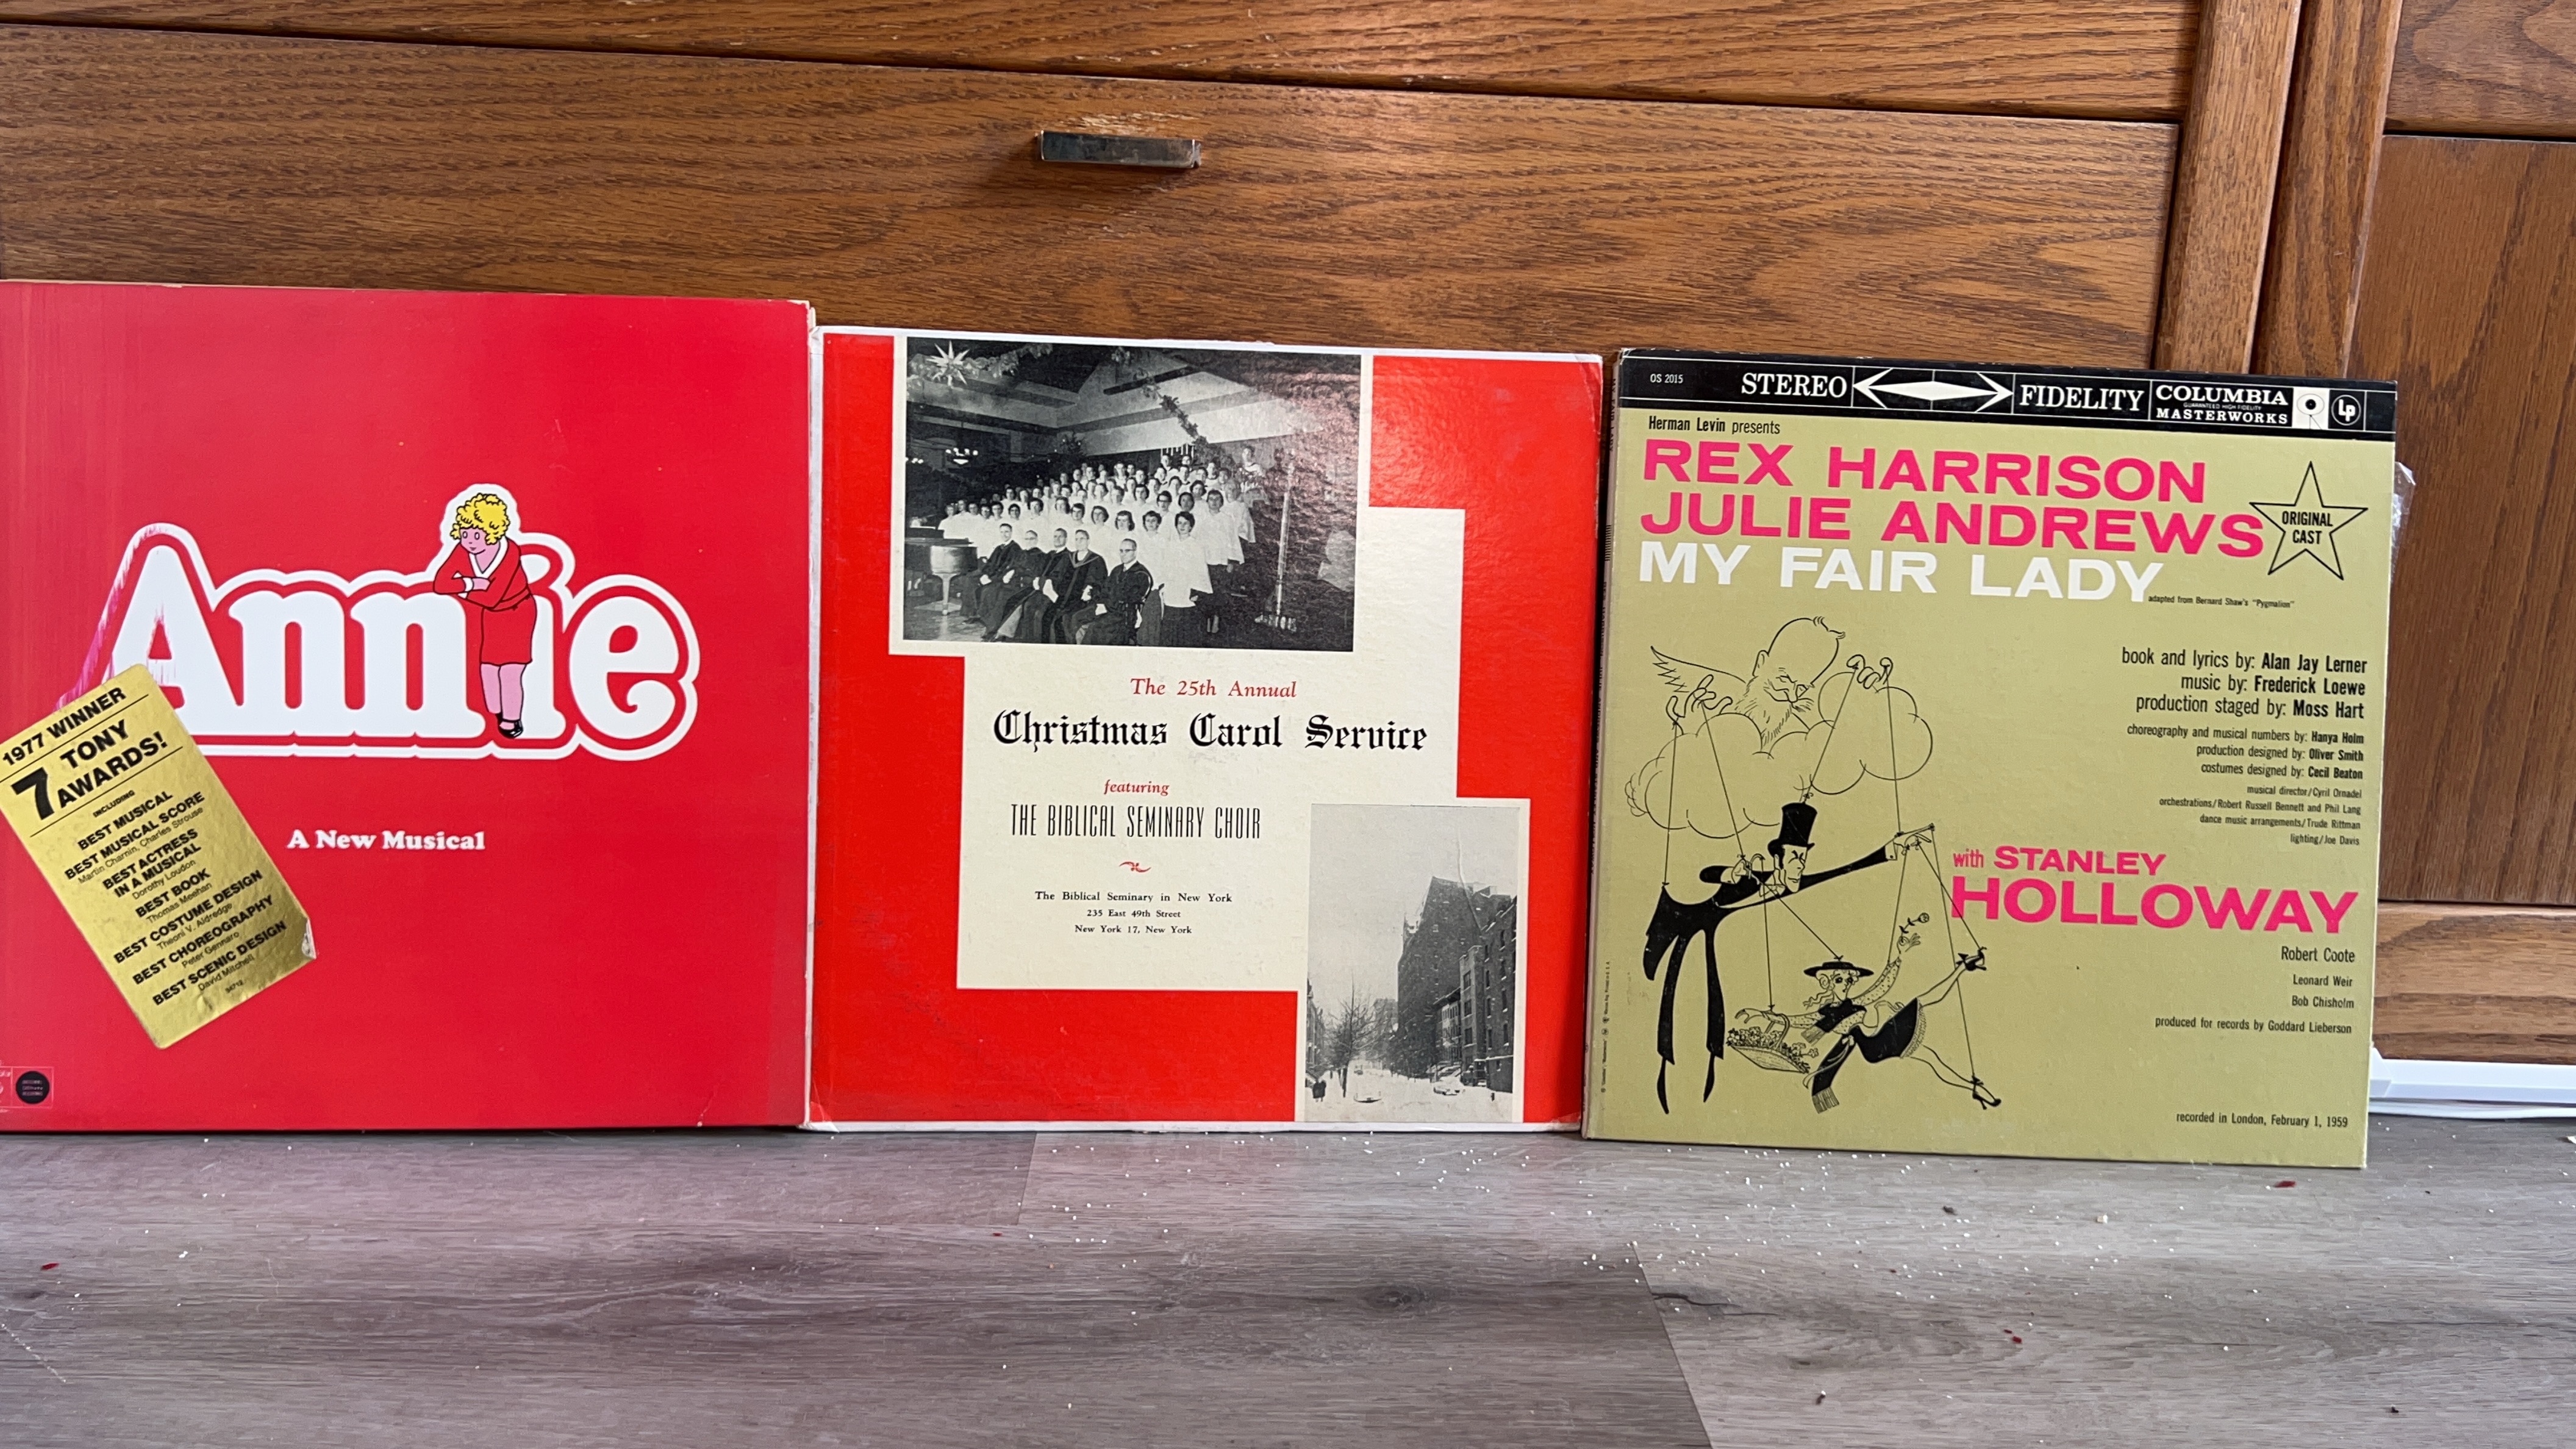 Annie
A New Musical
1977 WINNER
7 TONY
AWARDS!
INCLUDING
BEST MUSICAL
BEST MUSICAL SCORE
Martin Charnin, Charles Strouse
BEST ACTRESS
IN A MUSICAL
Dorothy Loudon
BEST BOOK
Thomas Meehan
BEST COSTUME DESIGN
Theoni V. Aldredge
BEST CHOREOGRAPHY
Peter Gennaro
BEST SCENIC DESIGN
David Mitchell
The 25th Annual
Christmas Carol Service
featuring
THE BIBLICAL SEMINARY CHOIR
The Biblical Seminary in New York
235 East 49th Street
New York 17, New York
OS 2015
STEREO FIDELITY
COLUMBIA
GUARANTEED HIGH FIDELITY
MASTERWORKS
Lp
Herman Levin presents
REX HARRISON
JULIE ANDREWS
MY FAIR LADY
adapted from Bernard Shaw's "Pygmalion"
ORIGINAL
CAST
book and lyrics by: Alan Jay Lerner
music by: Frederick Loewe
production staged by: Moss Hart
choreography and musical numbers by: Hanya Holm
production designed by: Oliver Smith
costumes designed by: Cecil Beaton
musical director/Cyril Ornadel
orchestrations/Robert Russell Bennett and Phil Lang
dance music arrangements/Trude Rittman
lighting/Joe Davis
with STANLEY
HOLLOWAY
Robert Coote
Leonard Weir
Bob Chisholm
produced for records by Goddard Lieberson
recorded in London, February 1, 1959